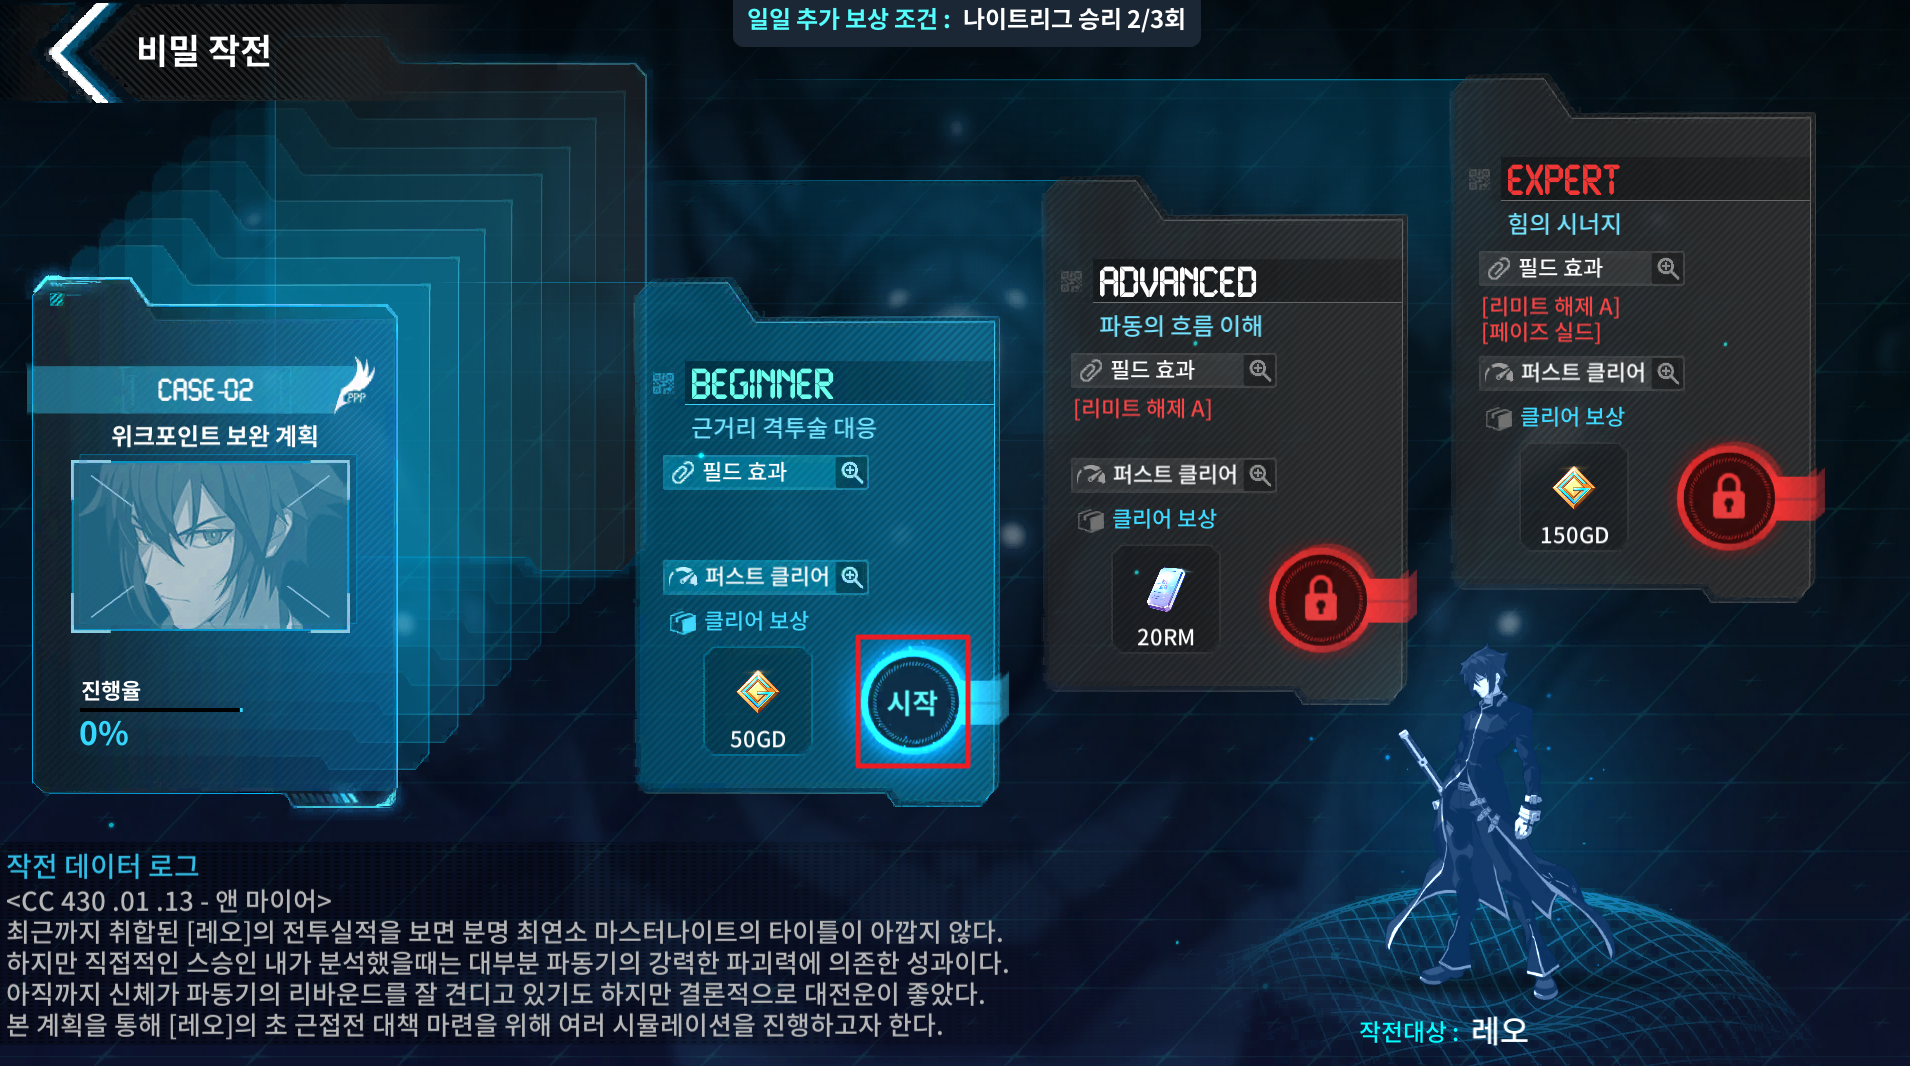 비밀 작전
일일 추가 보상 조건 : 나이트리그 승리 2/3회
CASE-02
PPP
위크포인트 보완 계획
진행율
0%
BEGINNER
근거리 격투술 대응
필드 효과
퍼스트 클리어
클리어 보상
50GD
시작
ADVANCED
파동의 흐름 이해
필드 효과
[리미트 해제 A]
퍼스트 클리어
클리어 보상
20RM
EXPERT
힘의 시너지
필드 효과
[리미트 해제 A]
[페이즈 실드]
퍼스트 클리어
클리어 보상
150GD
작전 데이터 로그
<CC 430 .01 .13 - 앤 마이어>
최근까지 취합된 [레오]의 전투실적을 보면 분명 최연소 마스터나이트의 타이틀이 아깝지 않다.
하지만 직접적인 스승인 내가 분석했을때는 대부분 파동기의 강력한 파괴력에 의존한 성과이다.
아직까지 신체가 파동기의 리바운드를 잘 견디고 있기도 하지만 결론적으로 대전운이 좋았다.
본 계획을 통해 [레오]의 초 근접전 대책 마련을 위해 여러 시뮬레이션을 진행하고자 한다.
작전대상 : 레오